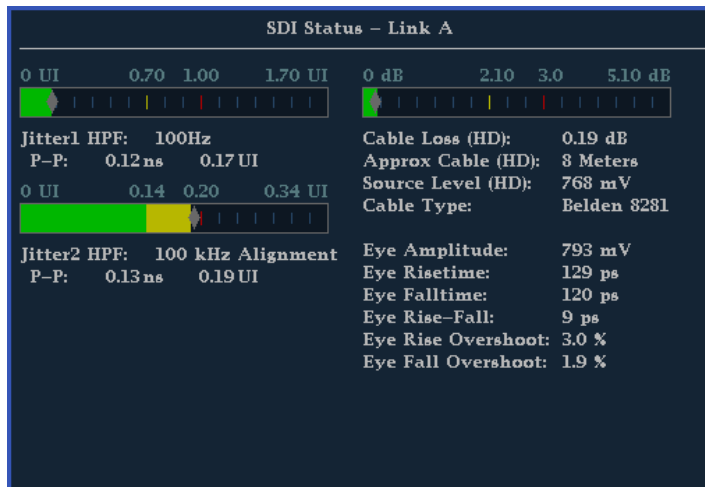 SDI Status – Link A
0 UI 0.70 1.00 1.70 UI
Jitter1 HPF: 100Hz
P–P: 0.12 ns 0.17 UI
0 UI 0.14 0.20 0.34 UI
Jitter2 HPF: 100 kHz Alignment
P–P: 0.13 ns 0.19 UI
0 dB 2.10 3.0 5.10 dB
Cable Loss (HD): 0.19 dB
Approx Cable (HD): 8 Meters
Source Level (HD): 768 mV
Cable Type: Belden 8281
Eye Amplitude: 793 mV
Eye Risetime: 129 ps
Eye Falltime: 120 ps
Eye Rise–Fall: 9 ps
Eye Rise Overshoot: 3.0 %
Eye Fall Overshoot: 1.9 %